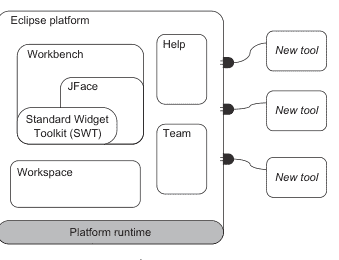 Eclipse platform
Workbench
Help
New tool
JFace
Standard Widget
Toolkit (SWT)
New tool
Team
Workspace
New tool
Platform runtime